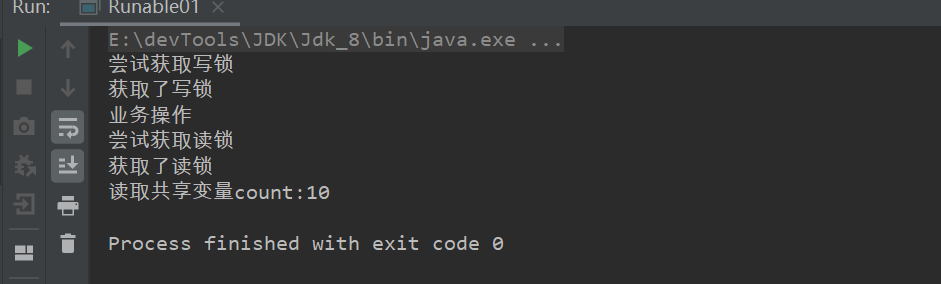 Run:
Runable01
E:\devTools\JDK\Jdk_8\bin\java.exe ...
尝试获取写锁
获取了写锁
业务操作
尝试获取读锁
获取了读锁
读取共享变量count:10
Process finished with exit code 0